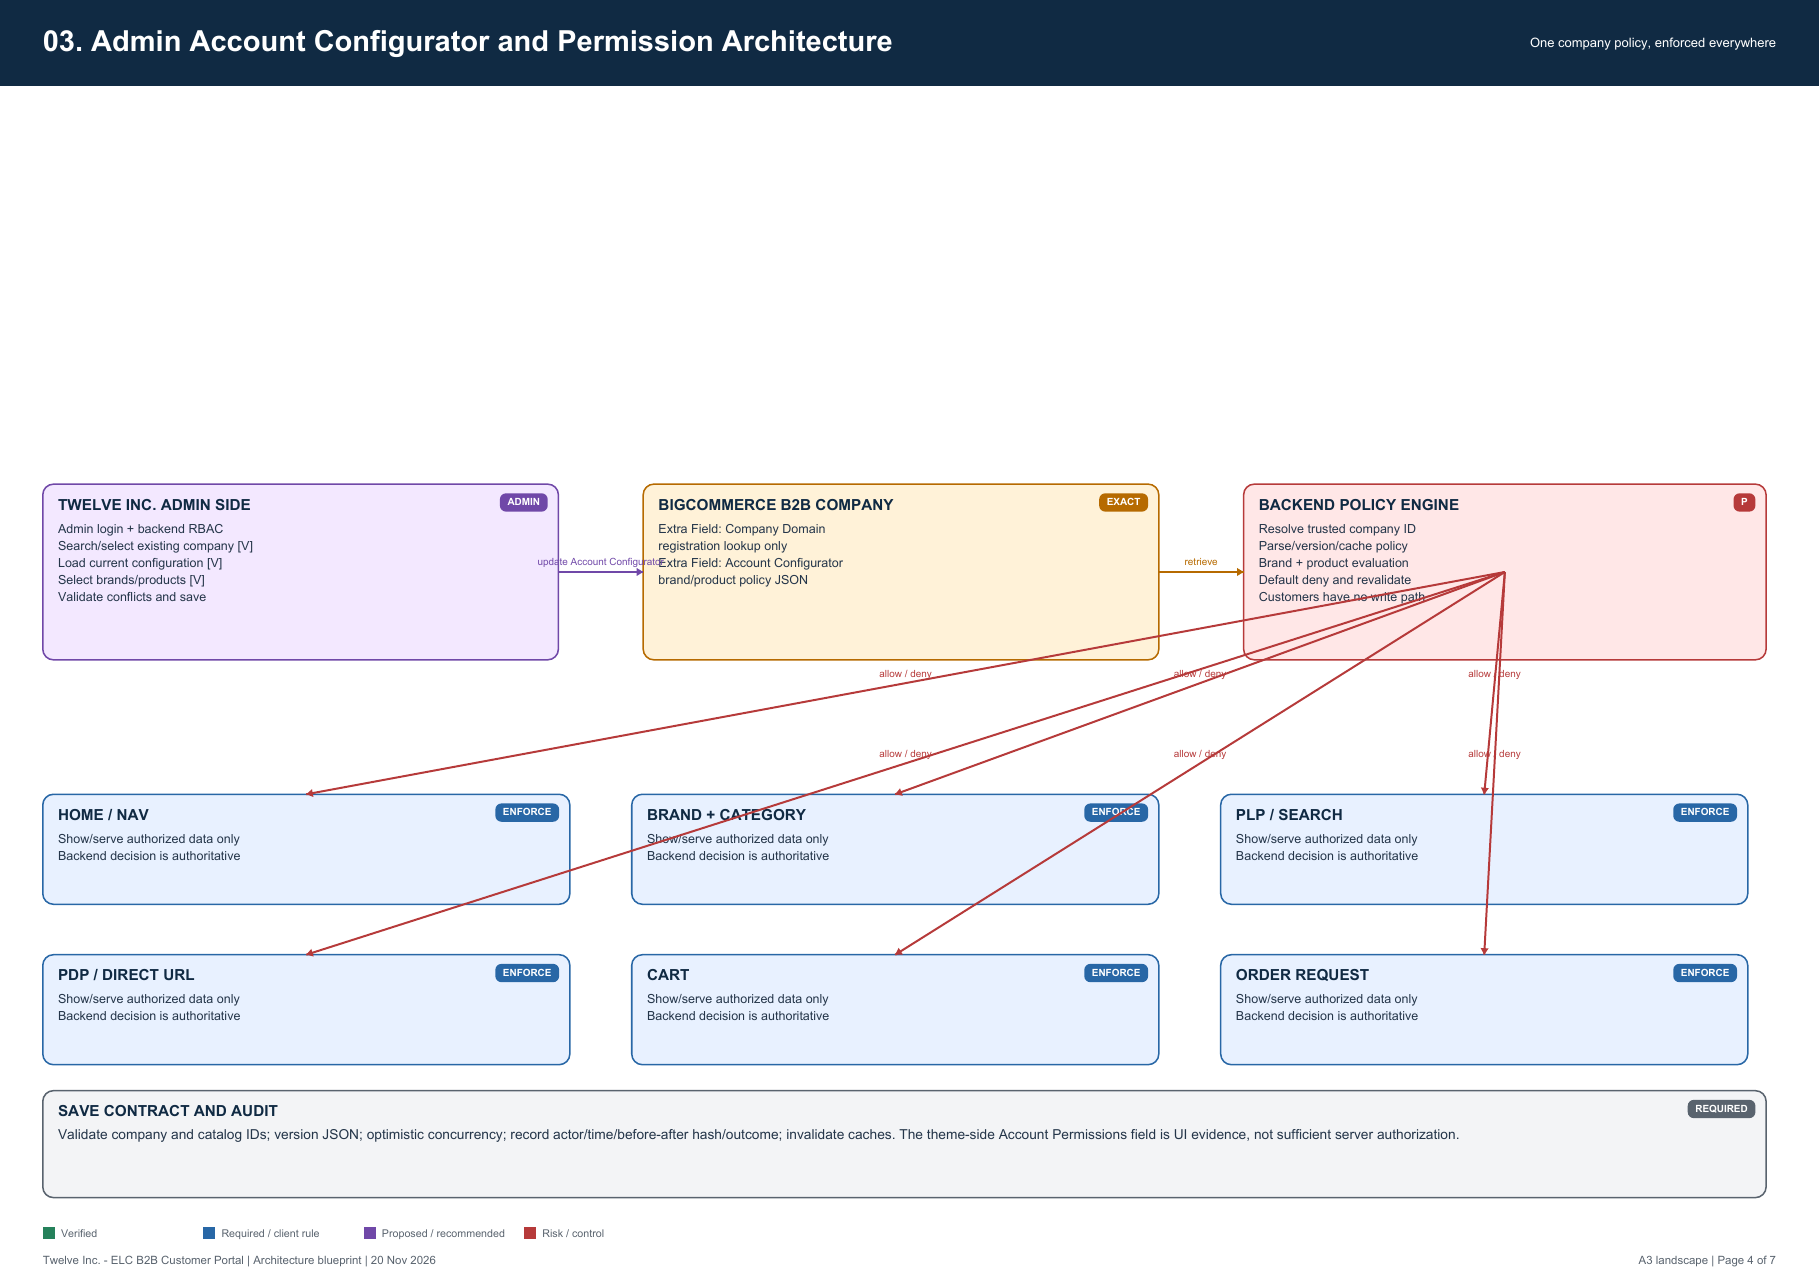 03. Admin Account Configurator and Permission Architecture
One company policy, enforced everywhere
TWELVE INC. ADMIN SIDE
ADMIN
Admin login + backend RBAC
Search/select existing company [V]
Load current configuration [V]
Select brands/products [V]
Validate conflicts and save
update Account Configurator
BIGCOMMERCE B2B COMPANY
EXACT
Extra Field: Company Domain
registration lookup only
Extra Field: Account Configurator
brand/product policy JSON
retrieve
BACKEND POLICY ENGINE
P
Resolve trusted company ID
Parse/version/cache policy
Brand + product evaluation
Default deny and revalidate
Customers have no write path
allow / deny
allow / deny
allow / deny
allow / deny
allow / deny
allow / deny
HOME / NAV
ENFORCE
Show/serve authorized data only
Backend decision is authoritative
BRAND + CATEGORY
ENFORCE
Show/serve authorized data only
Backend decision is authoritative
PLP / SEARCH
ENFORCE
Show/serve authorized data only
Backend decision is authoritative
PDP / DIRECT URL
ENFORCE
Show/serve authorized data only
Backend decision is authoritative
CART
ENFORCE
Show/serve authorized data only
Backend decision is authoritative
ORDER REQUEST
ENFORCE
Show/serve authorized data only
Backend decision is authoritative
SAVE CONTRACT AND AUDIT
REQUIRED
Validate company and catalog IDs; version JSON; optimistic concurrency; record actor/time/before-after hash/outcome; invalidate caches. The theme-side Account Permissions field is UI evidence, not sufficient server authorization.
Verified
Required / client rule
Proposed / recommended
Risk / control
Twelve Inc. - ELC B2B Customer Portal | Architecture blueprint | 20 Nov 2026
A3 landscape | Page 4 of 7